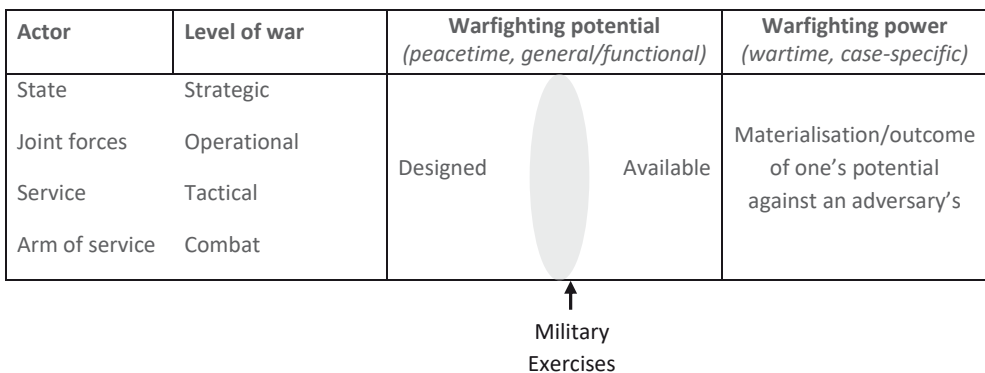 Actor Level of war Warfighting potential Warfighting power
(peacetime, general/functional) (wartime, case-specific)
State Strategic
Joint forces Operational
Service Tactical
Arm of service Combat
Designed Available
Materialisation/outcome
of one's potential
against an adversary's
Military
Exercises